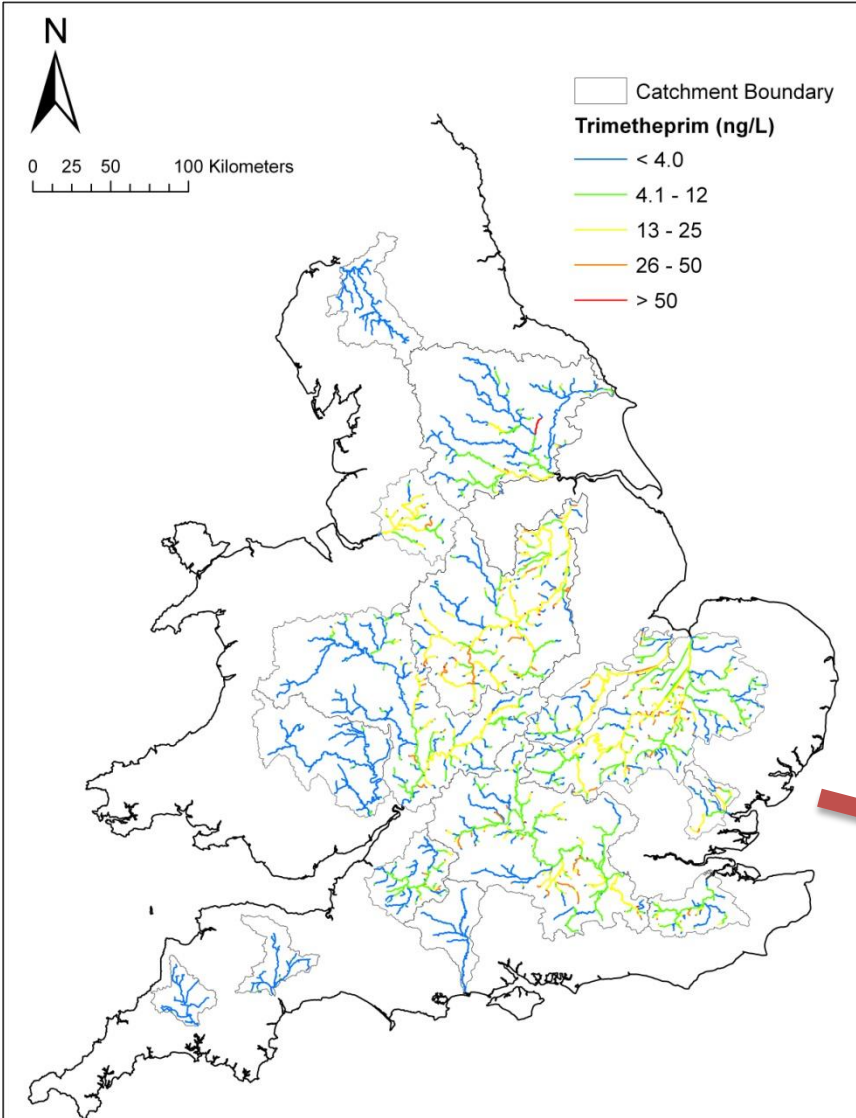 N
0 25 50 100 Kilometers
Catchment Boundary
Trimetheprim (ng/L)
< 4.0
4.1 - 12
13 - 25
26 - 50
> 50